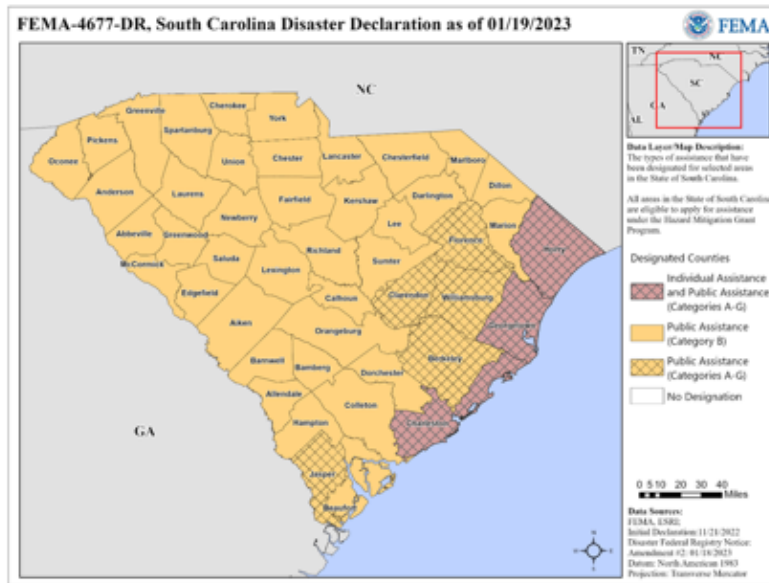 FEMA-4677-DR, South Carolina Disaster Declaration as of 01/19/2023
FEMA
TN
NC
SC
GA
AL
NC
Cherokee
Greenville
York
Spartanburg
Pickens
Oconee
Union
Chester
Lancaster
Chesterfield
Marlboro
Dillon
Anderson
Laurens
Fairfield
Kershaw
Darlington
Newberry
Lee
Marion
Horry
Abbeville
Greenwood
Florence
Saluda
Richland
Sumter
McCormick
Lexington
Clarendon
Williamsburg
Edgefield
Calhoun
Georgetown
Aiken
Orangeburg
Berkeley
Barnwell
Bamberg
Dorchester
Allendale
Colleton
Charleston
Hampton
GA
Jasper
Beaufort
Data Layer/Map Description:
The types of assistance that have
been designated for selected areas
in the State of South Carolina.
All areas in the State of South Carolina
are eligible to apply for assistance
under the Hazard Mitigation Grant
Program.
Designated Counties
Individual Assistance
and Public Assistance
(Categories A-G)
Public Assistance
(Category B)
Public Assistance
(Categories A-G)
No Designation
0 5 10 20 30 40
Miles
Data Sources:
FEMA, ESRI;
Initial Declaration: 11/21/2022
Disaster Federal Registry Notice:
Amendment #2: 01/18/2023
Datum: North American 1983
Projection: Transverse Mercator